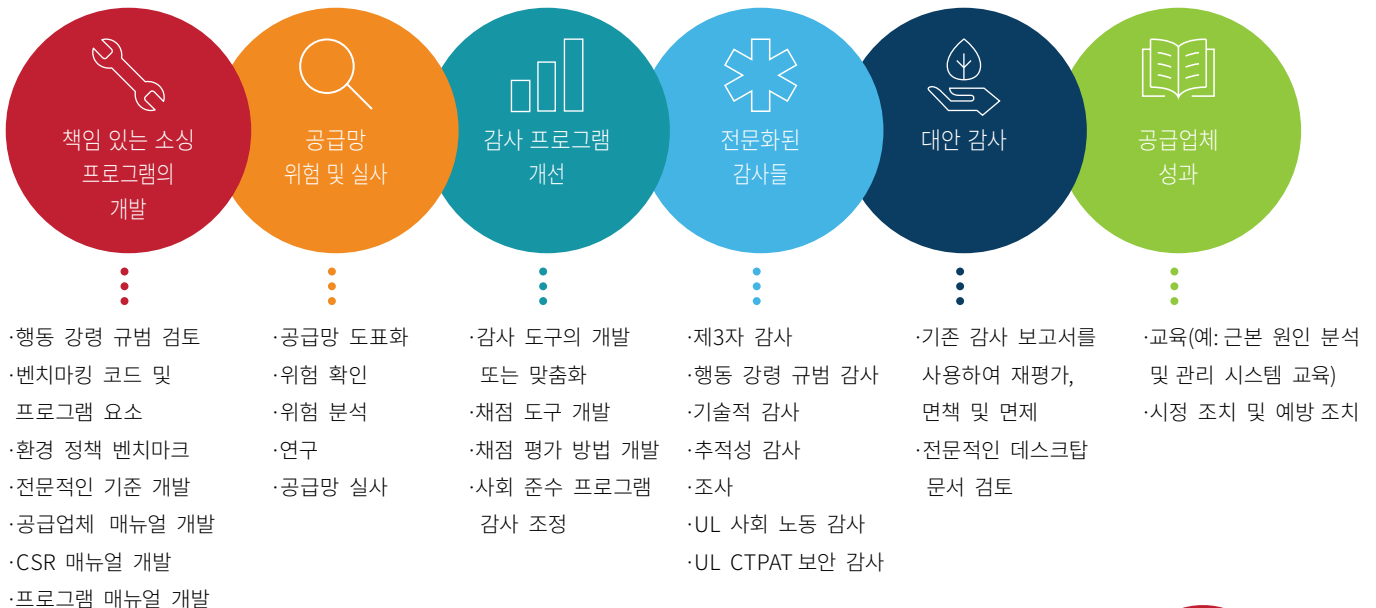 책임 있는 소싱
프로그램의
개발
공급망
위험 및 실사
감사 프로그램
개선
전문화된
감사들
대안 감사
공급업체
성과
·행동 강령 규범 검토
·벤치마킹 코드 및
프로그램 요소
·환경 정책 벤치마크
·전문적인 기준 개발
·공급업체 매뉴얼 개발
·CSR 매뉴얼 개발
·프로그램 매뉴얼 개발
·공급망 도표화
·위험 확인
·위험 분석
·연구
·공급망 실사
·감사 도구의 개발
또는 맞춤화
·채점 도구 개발
·채점 평가 방법 개발
·사회 준수 프로그램
감사 조정
·제3자 감사
·행동 강령 규범 감사
·기술적 감사
·추적성 감사
·조사
·UL 사회 노동 감사
·UL CTPAT 보안 감사
·기존 감사 보고서를
사용하여 재평가,
면책 및 면제
·전문적인 데스크탑
문서 검토
·교육(예: 근본 원인 분석
및 관리 시스템 교육)
·시정 조치 및 예방 조치